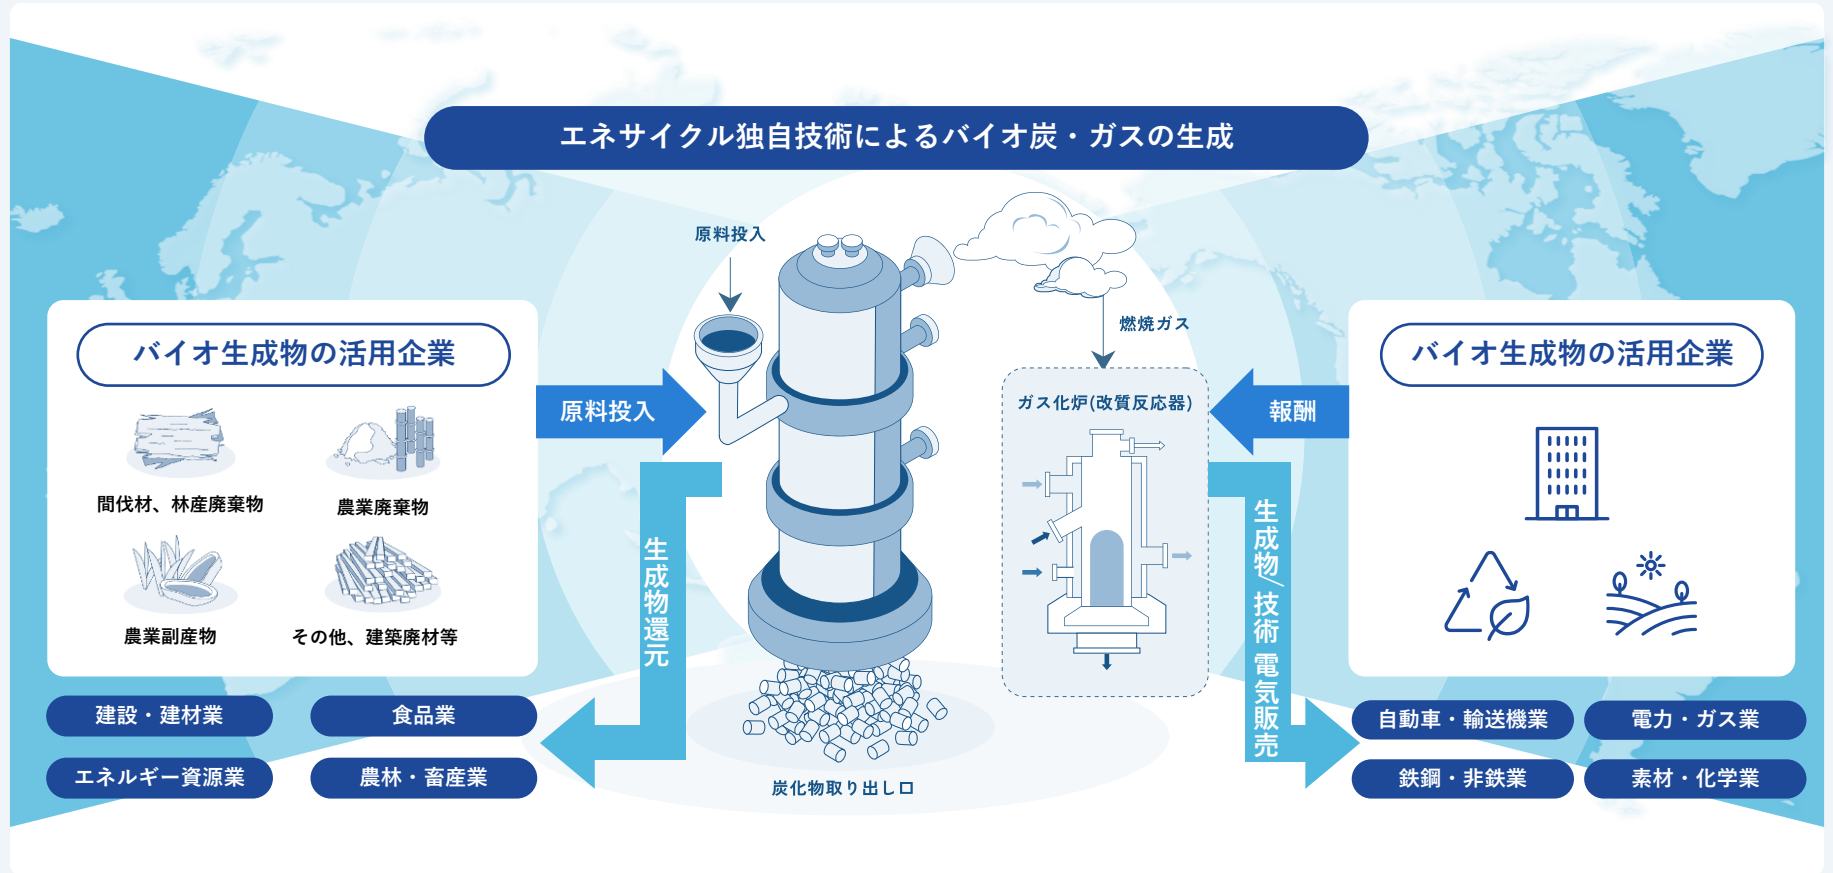 エネサイクル独自技術によるバイオ炭・ガスの生成
バイオ生成物の活用企業
間伐材、林産廃棄物
農業廃棄物
農業副産物
その他、建築廃材等
建設・建材業
食品業
エネルギー資源業
農林・畜産業
原料投入
生成物還元
原料投入
炭化物取り出し口
燃焼ガス
ガス化炉(改質反応器)
報酬
生成物/技術 電気販売
バイオ生成物の活用企業
自動車・輸送機業
電力・ガス業
鉄鋼・非鉄業
素材・化学業